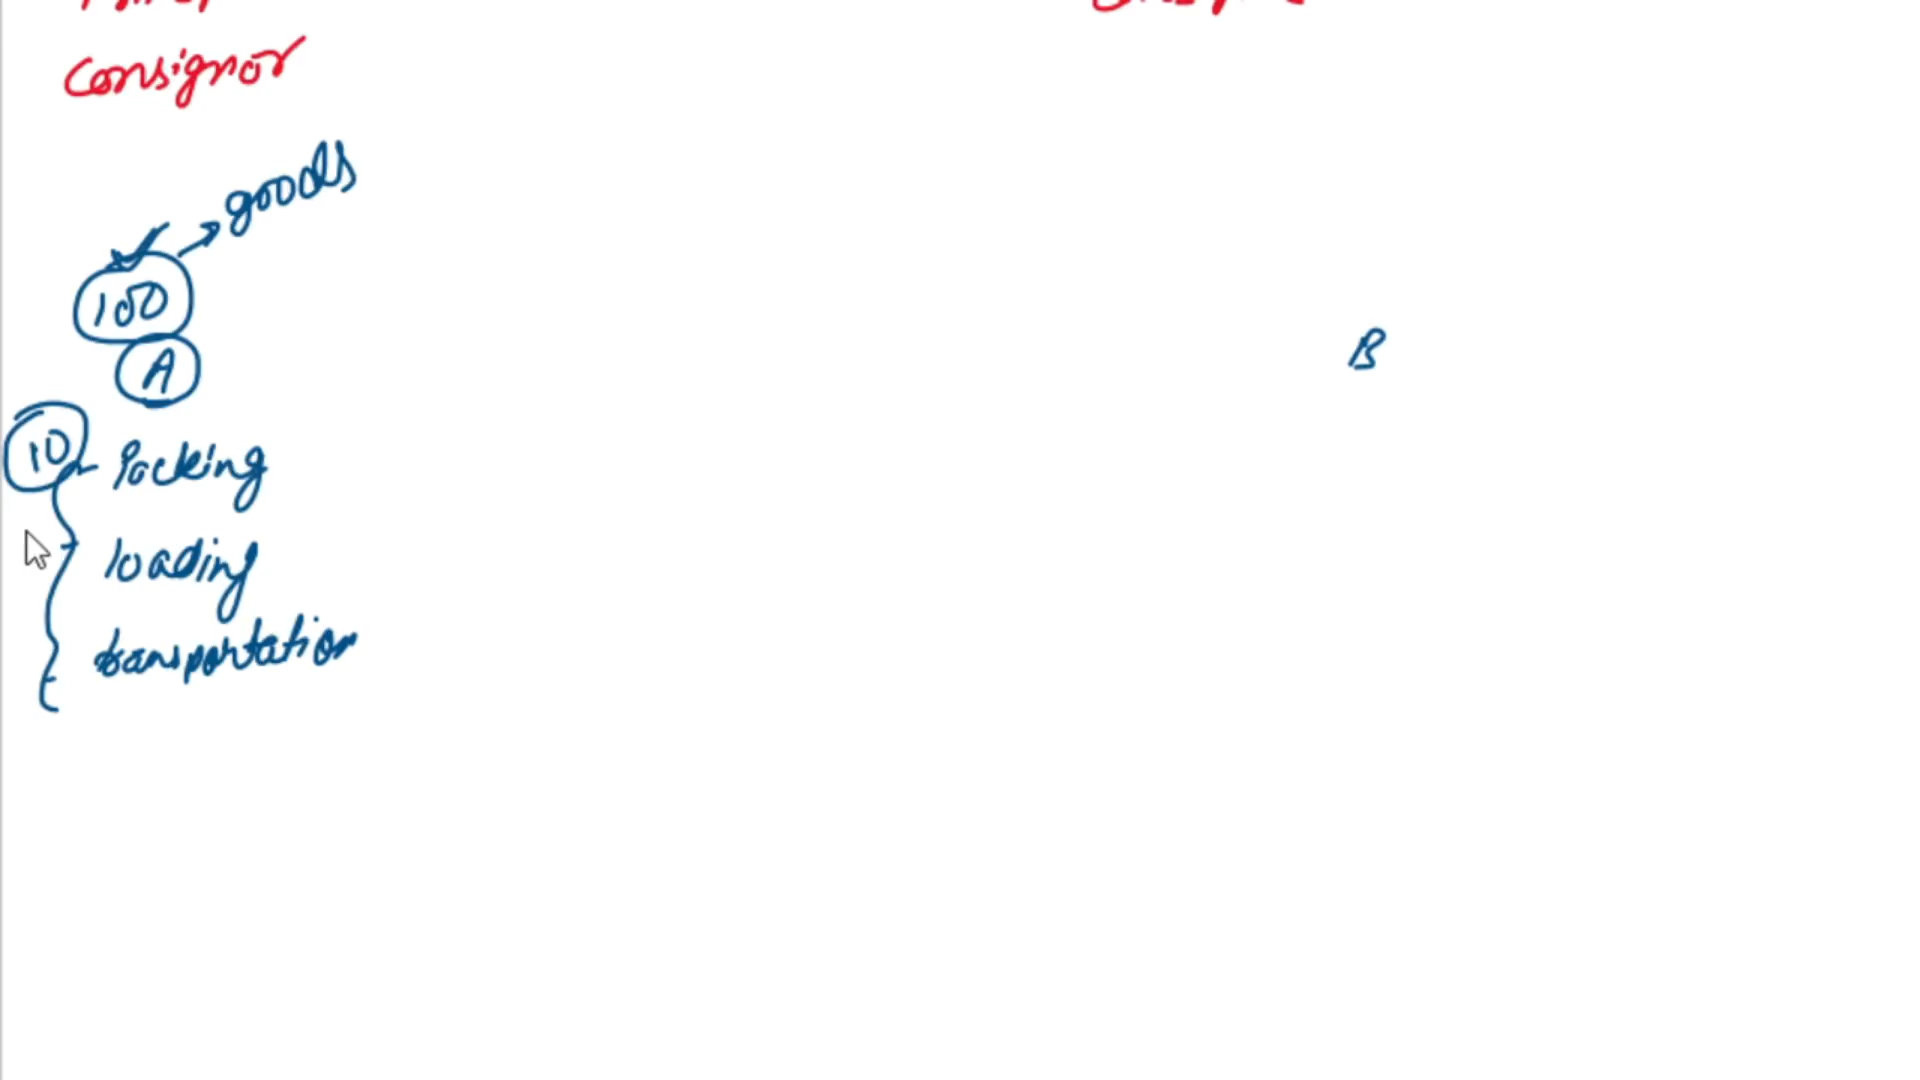 Consignor
goods
100
A
B
10
Packing
loading
transportation